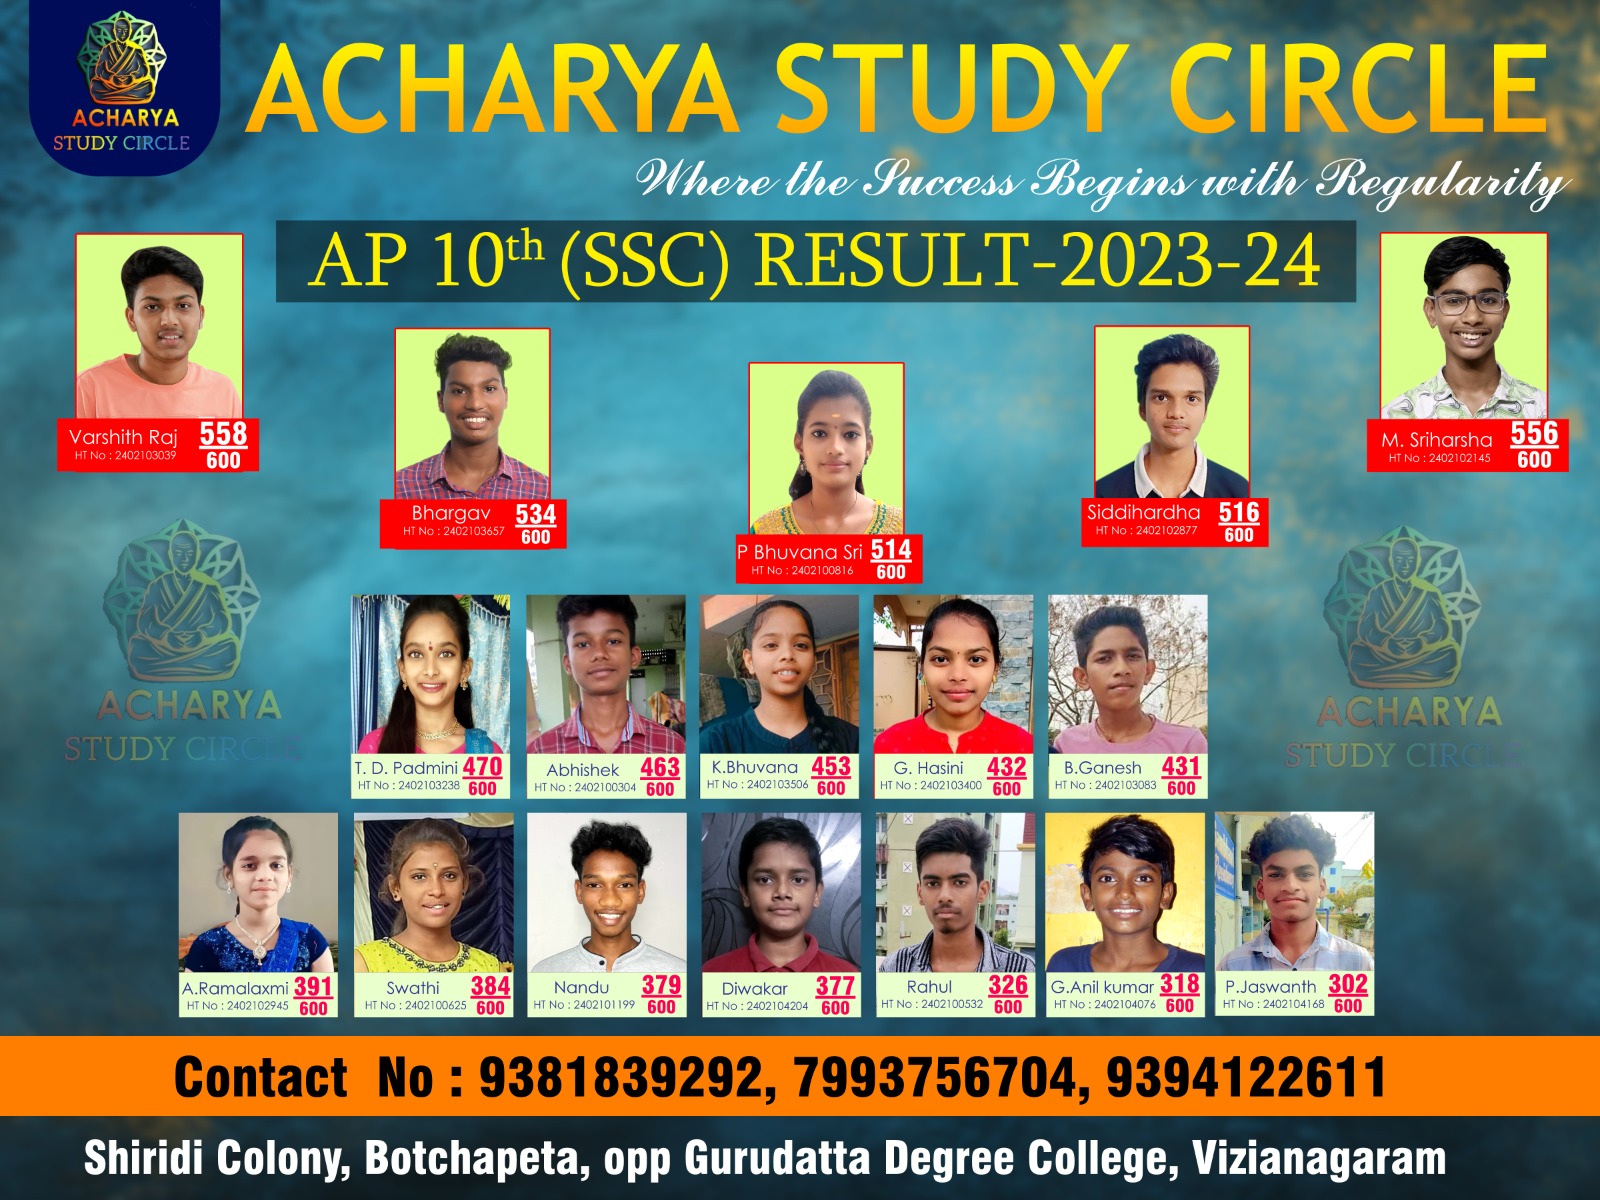 ACHARYA
STUDY CIRCLE
ACHARYA STUDY CIRCLE
Where the Success Begins with Regularity
AP 10th (SSC) RESULT-2023-24
Varshith Raj 558
HT No : 2402103039 600
Bhargav 534
HT No : 2402103657 600
P Bhuvana Sri 514
HT No : 2402100816 600
Siddihardha 516
HT No : 2402102877 600
M. Sriharsha 556
HT No : 2402102145 600
ACHARYA
STUDY CIRCLE
ACHARYA
STUDY CIRCLE
T. D. Padmini 470
HT No : 2402103238 600
Abhishek 463
HT No : 2402100304 600
K.Bhuvana 453
HT No : 2402103506 600
G. Hasini 432
HT No : 2402103400 600
B.Ganesh 431
HT No : 2402103083 600
A.Ramalaxmi 391
HT No : 2402102945 600
Swathi 384
HT No : 2402100625 600
Nandu 379
HT No : 2402101199 600
Diwakar 377
HT No : 2402104204 600
Rahul 326
HT No : 2402100532 600
G.Anil kumar 318
HT No : 2402104076 600
P.Jaswanth 302
HT No : 2402104168 600
Contact No : 9381839292, 7993756704, 9394122611
Shiridi Colony, Botchapeta, opp Gurudatta Degree College, Vizianagaram